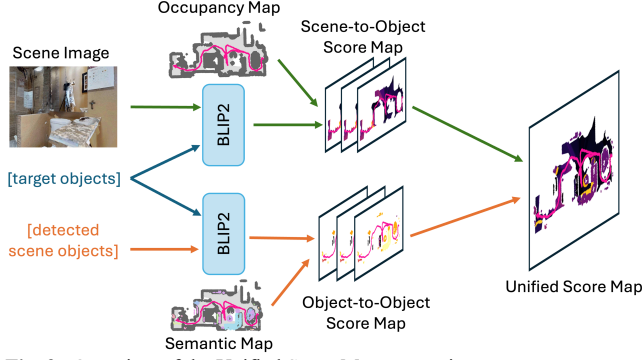 Occupancy Map
Scene Image
Scene-to-Object
Score Map
BLIP2
[target objects]
[detected
scene objects]
BLIP2
Unified Score Map
Object-to-Object
Score Map
Semantic Map